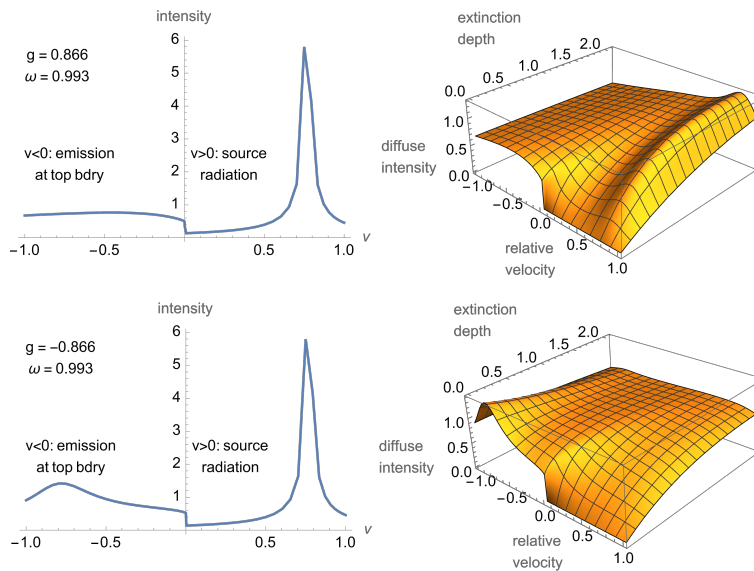 intensity
6
g = 0.866
ω = 0.993
5
4
3
v<0: emission
at top bdry
v>0: source
radiation
2
1
−1.0 −0.5 0.5 1.0 v
extinction
depth
2.0
1.5
1.0
0.5
0.0
1.0
0.5
0.0
diffuse
intensity
−1.0
−0.5
0.0
0.5
1.0
relative
velocity
intensity
6
g = −0.866
ω = 0.993
5
4
3
v<0: emission
at top bdry
v>0: source
radiation
2
1
−1.0 −0.5 0.5 1.0 v
extinction
depth
2.0
1.5
1.0
0.5
0.0
1.0
0.5
0.0
diffuse
intensity
−1.0
−0.5
0.0
0.5
1.0
relative
velocity